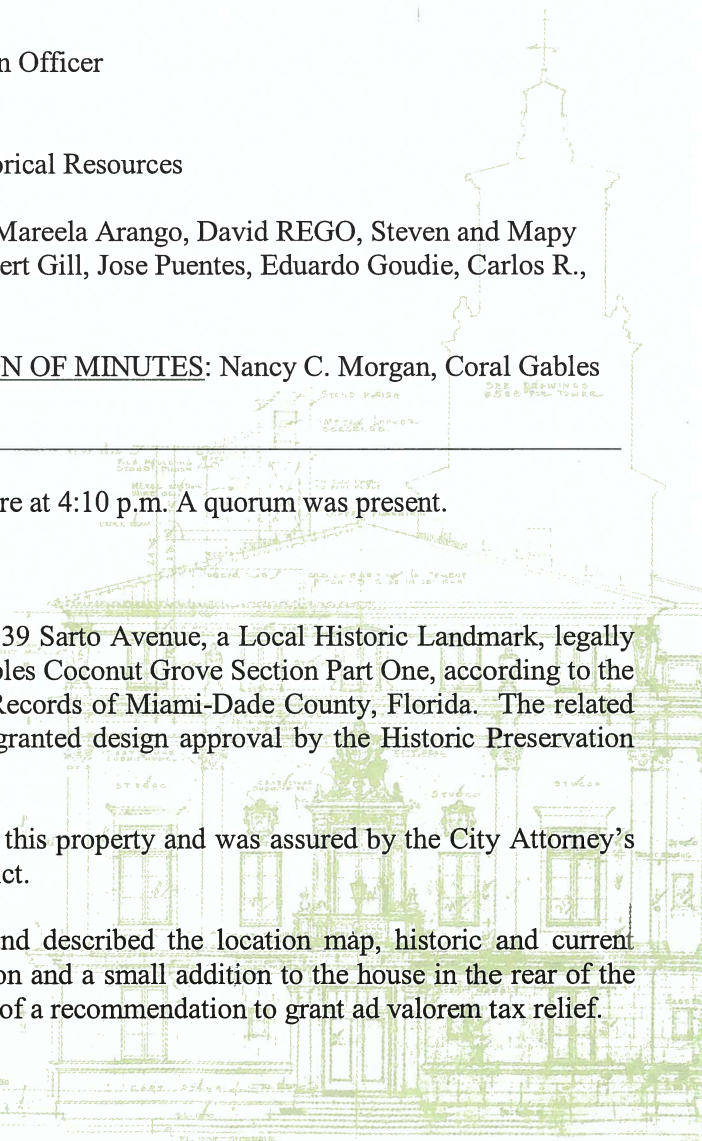 n Officer
orical Resources
Mareela Arango, David REGO, Steven and Mapy
ert Gill, Jose Puentes, Eduardo Goudie, Carlos R.,
N OF MINUTES: Nancy C. Morgan, Coral Gables
SEE DRAWINGS
re at 4:10 p.m. A quorum was present.
39 Sarto Avenue, a Local Historic Landmark, legally
bles Coconut Grove Section Part One, according to the
Records of Miami-Dade County, Florida. The related
granted design approval by the Historic Preservation
STUCCO
STUCCO
STUCCO
this property and was assured by the City Attorney's
ct.
nd described the location map, historic and current
on and a small addition to the house in the rear of the
of a recommendation to grant ad valorem tax relief.